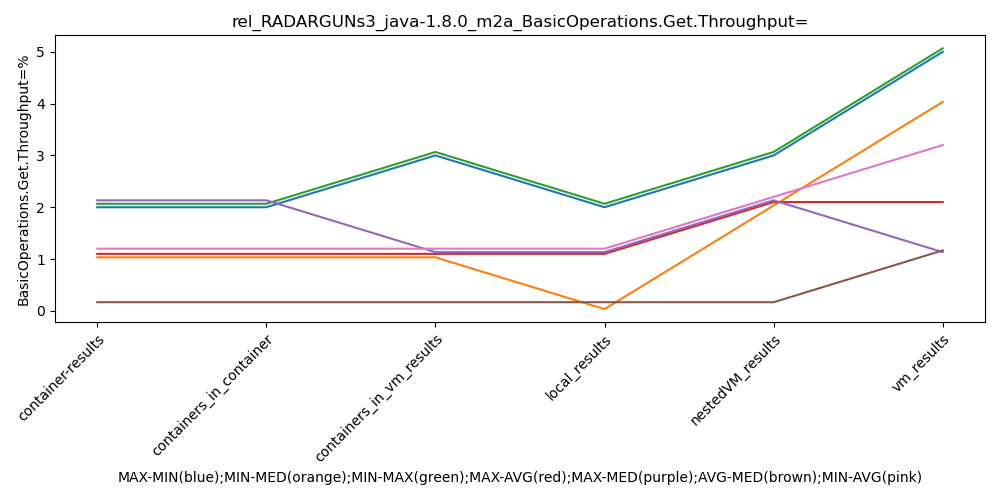 rel_RADARGUNs3_java-1.8.0_m2a_BasicOperations.Get.Throughput=
BasicOperations.Get.Throughput=%
5
4
3
2
1
0
container-results
containers_in_container
containers_in_vm_results
local_results
nestedVM_results
vm_results
MAX-MIN(blue);MIN-MED(orange);MIN-MAX(green);MAX-AVG(red);MAX-MED(purple);AVG-MED(brown);MIN-AVG(pink)